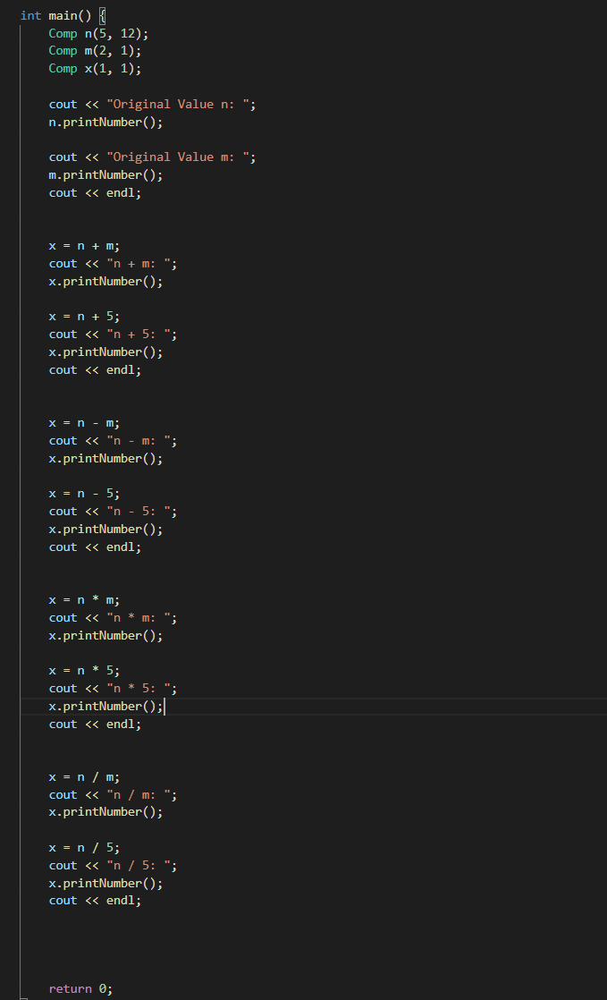 int main() {
    Comp n(5, 12);
    Comp m(2, 1);
    Comp x(1, 1);

    cout << "Original Value n: ";
    n.printNumber();

    cout << "Original Value m: ";
    m.printNumber();
    cout << endl;


    x = n + m;
    cout << "n + m: ";
    x.printNumber();

    x = n + 5;
    cout << "n + 5: ";
    x.printNumber();
    cout << endl;


    x = n - m;
    cout << "n - m: ";
    x.printNumber();

    x = n - 5;
    cout << "n - 5: ";
    x.printNumber();
    cout << endl;


    x = n * m;
    cout << "n * m: ";
    x.printNumber();

    x = n * 5;
    cout << "n * 5: ";
    x.printNumber();
    cout << endl;


    x = n / m;
    cout << "n / m: ";
    x.printNumber();

    x = n / 5;
    cout << "n / 5: ";
    x.printNumber();
    cout << endl;




    return 0;